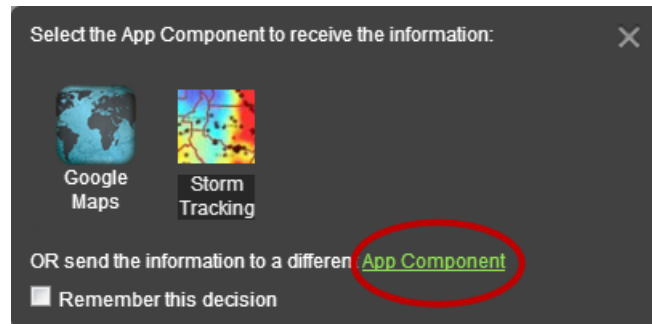 Select the App Component to receive the information:
Google
Maps
Storm
Tracking
OR send the information to a different App Component
Remember this decision